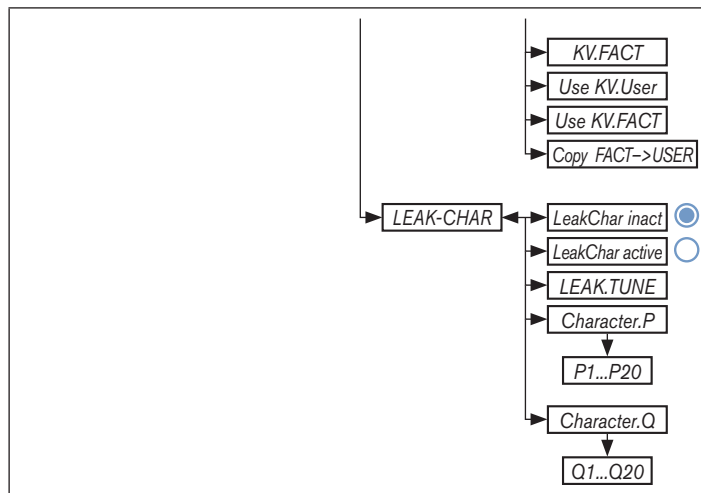 KV.FACT
Use KV.User
Use KV.FACT
Copy FACT–>USER
LEAK-CHAR
LeakChar inact
LeakChar active
LEAK.TUNE
Character.P
P1...P20
Character.Q
Q1...Q20